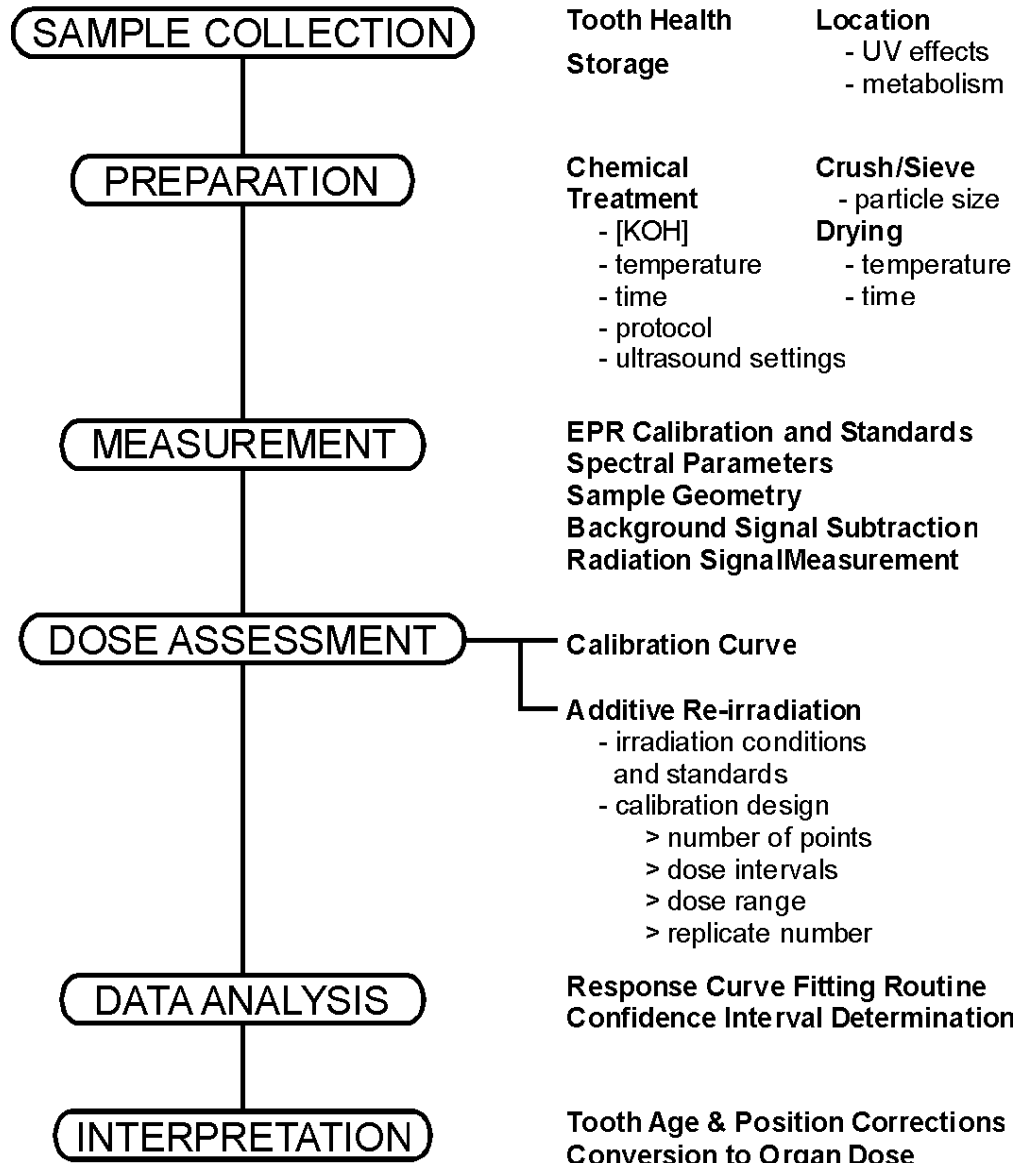 SAMPLE COLLECTION
Tooth Health
Storage
Location
- UV effects
- metabolism
PREPARATION
Chemical
Treatment
- [KOH]
- temperature
- time
- protocol
- ultrasound settings
Crush/Sieve
- particle size
Drying
- temperature
- time
MEASUREMENT
EPR Calibration and Standards
Spectral Parameters
Sample Geometry
Background Signal Subtraction
Radiation SignalMeasurement
DOSE ASSESSMENT
Calibration Curve
Additive Re-irradiation
- irradiation conditions
and standards
- calibration design
> number of points
> dose intervals
> dose range
> replicate number
DATA ANALYSIS
Response Curve Fitting Routine
Confidence Interval Determination
INTERPRETATION
Tooth Age & Position Corrections
Conversion to Organ Dose